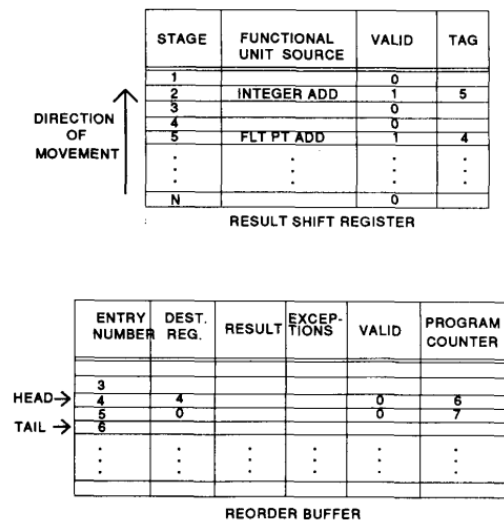 STAGE FUNCTIONAL UNIT SOURCE VALID TAG
1 0
2 INTEGER ADD 1 5
3 0
4 0
5 FLT PT ADD 1 4
N 0
DIRECTION
OF
MOVEMENT
RESULT SHIFT REGISTER
ENTRY NUMBER DEST. REG. RESULT EXCEP-TIONS VALID PROGRAM COUNTER
3
HEAD→ 4 4 0 6
5 0 0 7
TAIL → 6
REORDER BUFFER